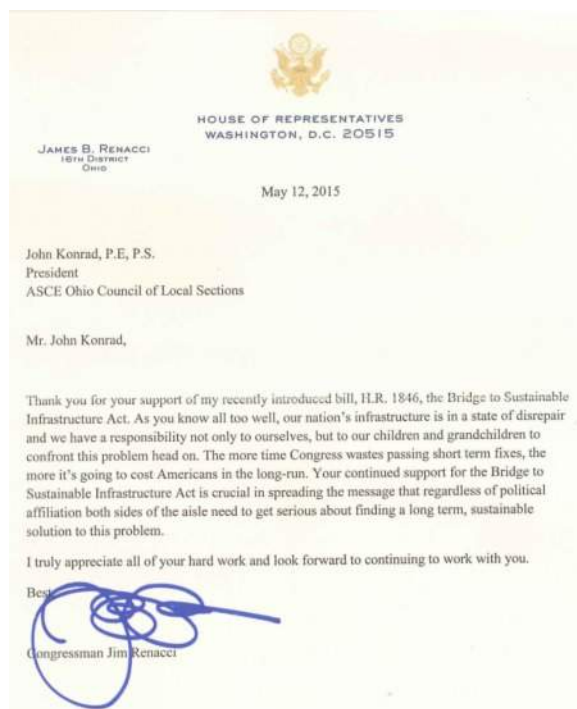 HOUSE OF REPRESENTATIVES
WASHINGTON, D.C. 20515
JAMES B. RENACCI
16TH DISTRICT
OHIO
May 12, 2015
John Konrad, P.E, P.S.
President
ASCE Ohio Council of Local Sections
Mr. John Konrad,
Thank you for your support of my recently introduced bill, H.R. 1846, the Bridge to Sustainable
Infrastructure Act. As you know all too well, our nation's infrastructure is in a state of disrepair
and we have a responsibility not only to ourselves, but to our children and grandchildren to
confront this problem head on. The more time Congress wastes passing short term fixes, the
more it's going to cost Americans in the long-run. Your continued support for the Bridge to
Sustainable Infrastructure Act is crucial in spreading the message that regardless of political
affiliation both sides of the aisle need to get serious about finding a long term, sustainable
solution to this problem.
I truly appreciate all of your hard work and look forward to continuing to work with you.
Best
Congressman Jim Renacci